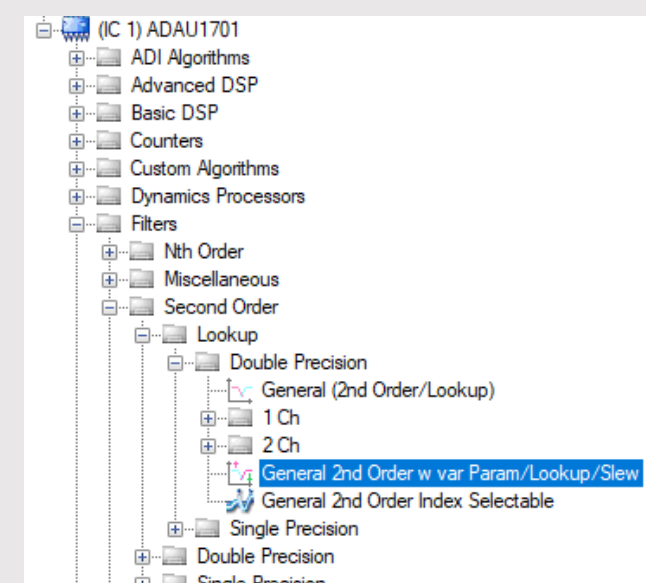 (IC 1) ADAU1701
ADI Algorithms
Advanced DSP
Basic DSP
Counters
Custom Algorithms
Dynamics Processors
Filters
Nth Order
Miscellaneous
Second Order
Lookup
Double Precision
General (2nd Order/Lookup)
1 Ch
2 Ch
General 2nd Order w var Param/Lookup/Slew
General 2nd Order Index Selectable
Single Precision
Double Precision
Single Precision